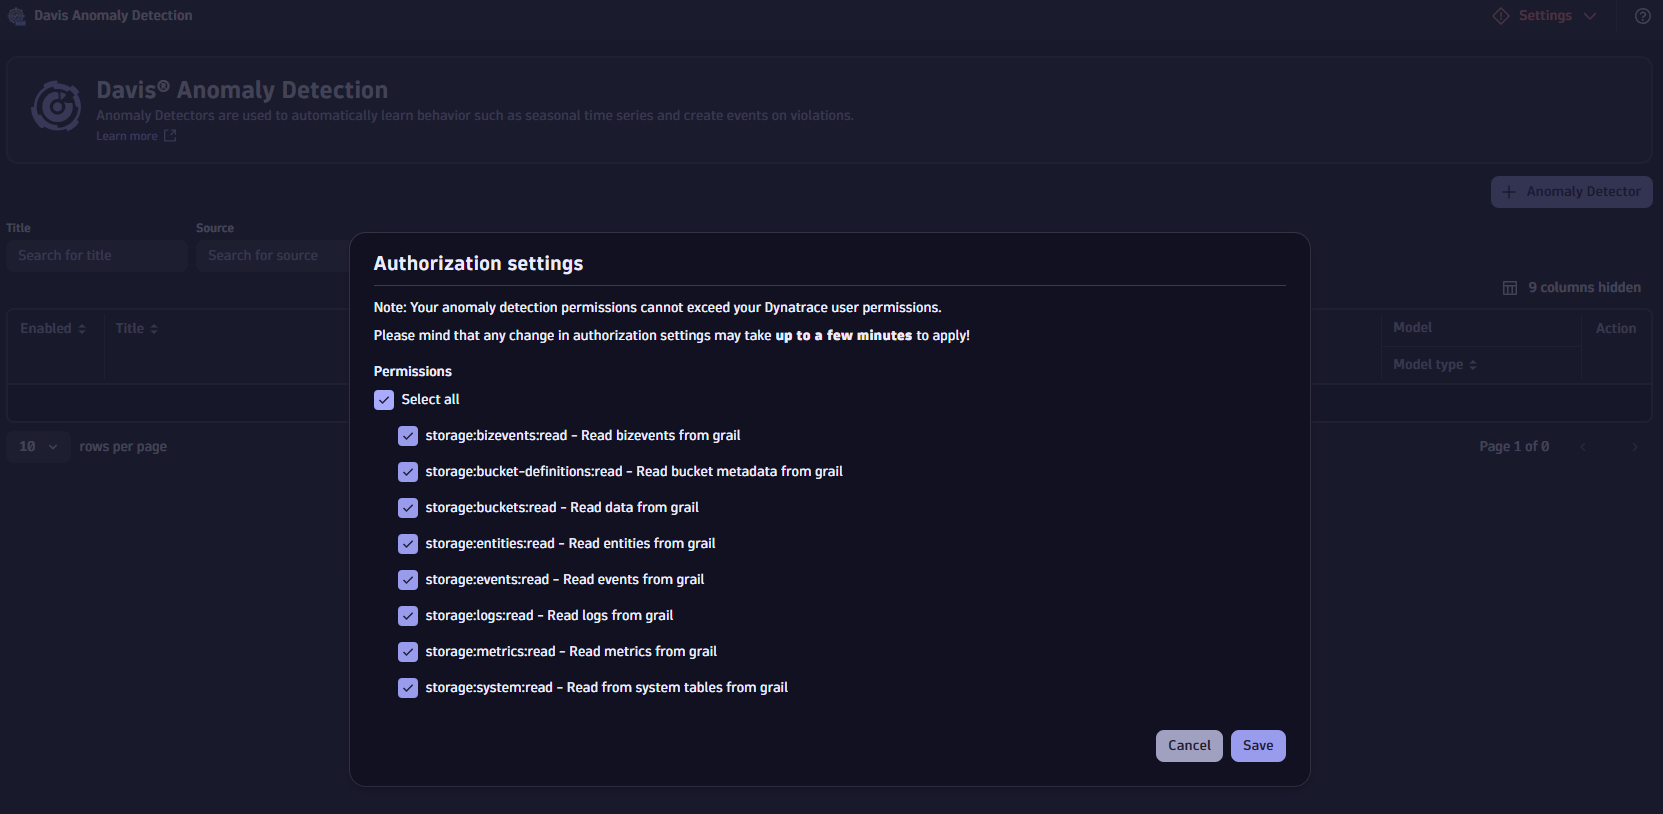 Davis Anomaly Detection
Settings
Davis® Anomaly Detection
Anomaly Detectors are used to automatically learn behavior such as seasonal time series and create events on violations.
Learn more
Anomaly Detector
Title
Source
Search for title
Search for source
9 columns hidden
Enabled
Title
Model
Action
Model type
10
rows per page
Page 1 of 0
Authorization settings
Note: Your anomaly detection permissions cannot exceed your Dynatrace user permissions.
Please mind that any change in authorization settings may take up to a few minutes to apply!
Permissions
Select all
storage:bizevents:read - Read bizevents from grail
storage:bucket-definitions:read - Read bucket metadata from grail
storage:buckets:read - Read data from grail
storage:entities:read - Read entities from grail
storage:events:read - Read events from grail
storage:logs:read - Read logs from grail
storage:metrics:read - Read metrics from grail
storage:system:read - Read from system tables from grail
Cancel
Save